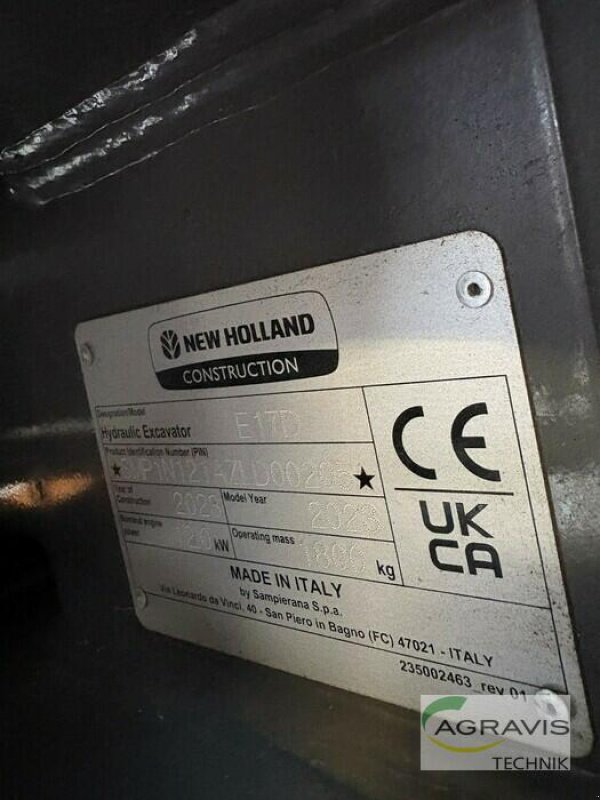 NEW HOLLAND
CONSTRUCTION
Designation/Model
Hydraulic Excavator E17D
Product Identification Number (PIN)
Year of Construction 2023 Model Year 2023
Nominal engine power kW Operating mass kg
CE
UK
CA
MADE IN ITALY
by Sampierana S.p.a.
Via Leonardo da Vinci, 40 - San Piero in Bagno (FC) 47021 - ITALY
235002463_rev 01
AGRAVIS
TECHNIK